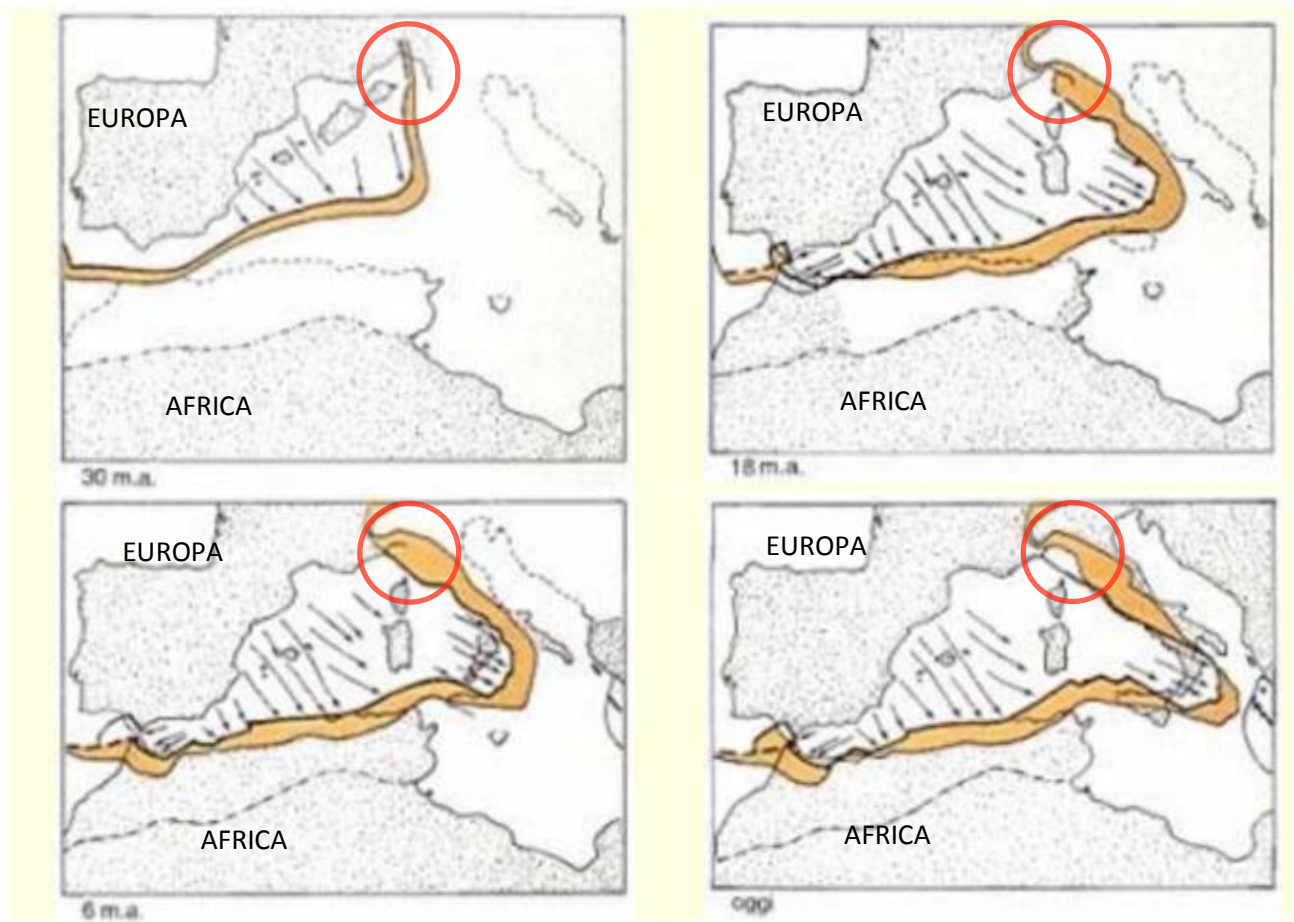 EUROPA
AFRICA
30 m.a.
EUROPA
AFRICA
18 m.a.
EUROPA
AFRICA
6 m.a.
EUROPA
AFRICA
oggi